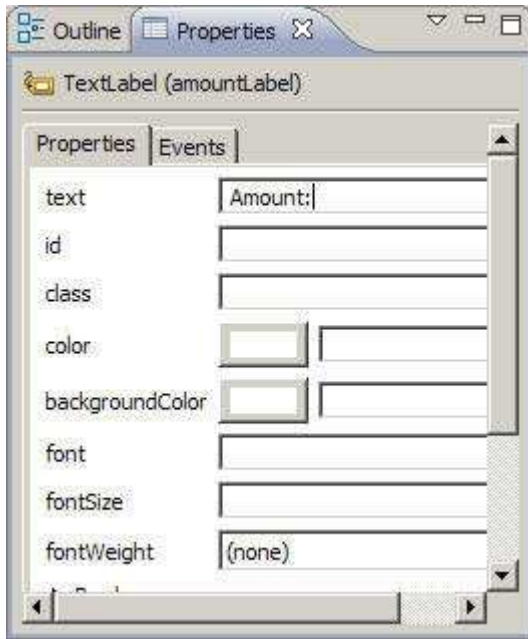 Outline Properties
TextLabel (amountLabel)
Properties Events
text Amount:
id
class
color
backgroundColor
font
fontSize
fontWeight (none)